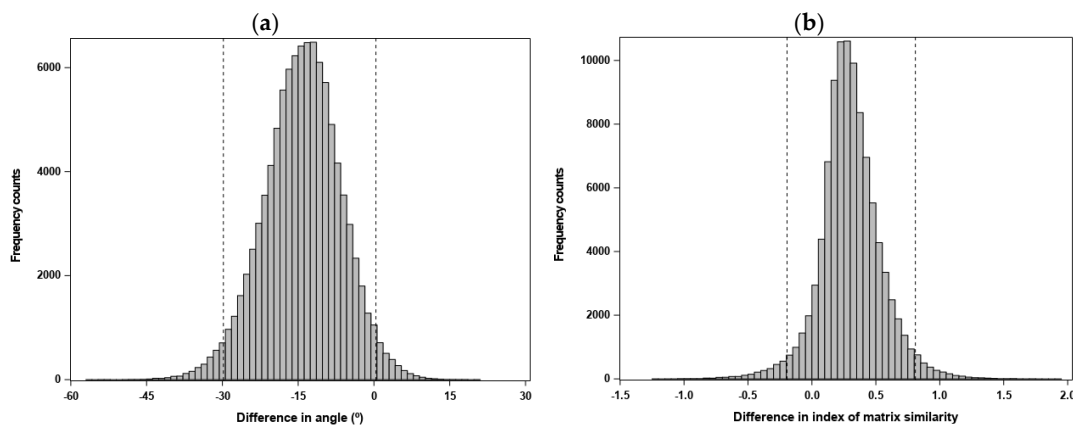 (a)
6000
4000
2000
0
Frequency counts
-60 -45 -30 -15 0 15 30
Difference in angle (º)
(b)
10000
8000
6000
4000
2000
0
Frequency counts
-1.5 -1.0 -0.5 0.0 0.5 1.0 1.5 2.0
Difference in index of matrix similarity